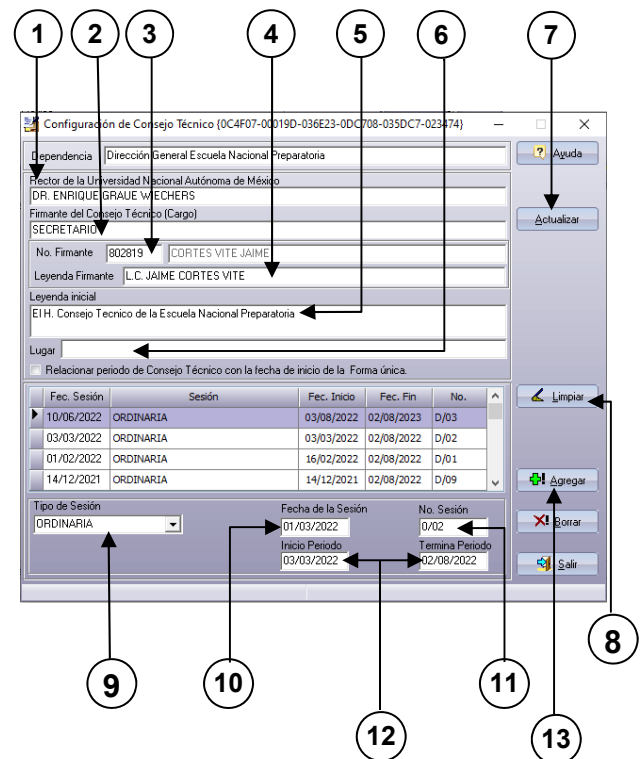 1 2 3 4 5 6 7
Configuración de Consejo Técnico {0C4F07-00019D-036E23-0DC708-035DC7-023474}
Dependencia Dirección General Escuela Nacional Preparatoria
Ayuda
Rector de la Universidad Nacional Autónoma de México
DR. ENRIQUE GRAUE WIECHERS
Firmante del Consejo Técnico (Cargo)
Actualizar
SECRETARIO
No. Firmante 802819 CORTES VITE JAIME
Leyenda Firmante L.C. JAIME CORTES VITE
Leyenda inicial
El H. Consejo Tecnico de la Escuela Nacional Preparatoria
Lugar
Relacionar periodo de Consejo Técnico con la fecha de inicio de la Forma única.
Fec. Sesión Sesión Fec. Inicio Fec. Fin No.
Limpiar
10/06/2022 ORDINARIA 03/08/2022 02/08/2023 D/03
03/03/2022 ORDINARIA 03/03/2022 02/08/2022 D/02
01/02/2022 ORDINARIA 16/02/2022 02/08/2022 D/01
14/12/2021 ORDINARIA 14/12/2021 02/08/2022 D/09
Agregar
Tipo de Sesión Fecha de la Sesión No. Sesión
ORDINARIA 01/03/2022 0/02
Borrar
Inicio Periodo Termina Periodo
03/03/2022 02/08/2022
Salir
8
9 10 11
12 13